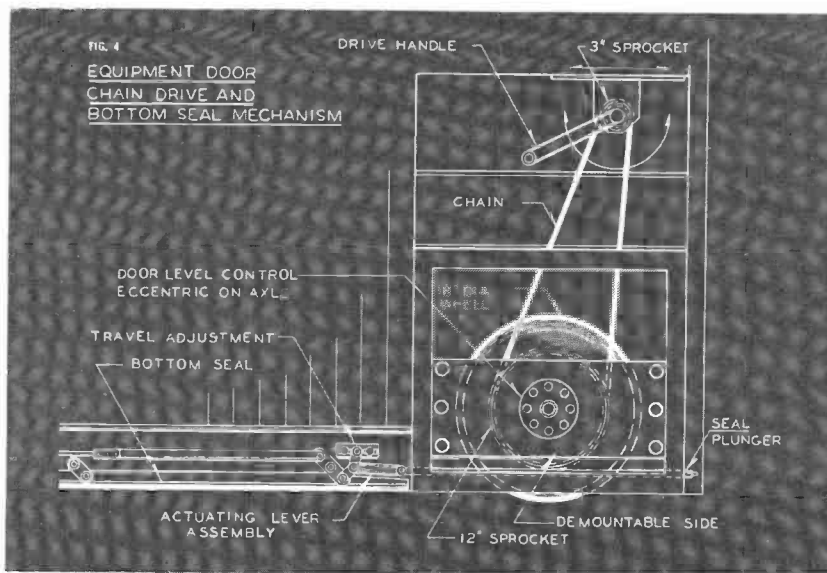 FIG. 4
EQUIPMENT DOOR
CHAIN DRIVE AND
BOTTOM SEAL MECHANISM
DRIVE HANDLE
3" SPROCKET
CHAIN
DOOR LEVEL CONTROL
ECCENTRIC ON AXLE
WHEEL
TRAVEL ADJUSTMENT
BOTTOM SEAL
SEAL
PLUNGER
ACTUATING LEVER
ASSEMBLY
12" SPROCKET
DEMOUNTABLE SIDE